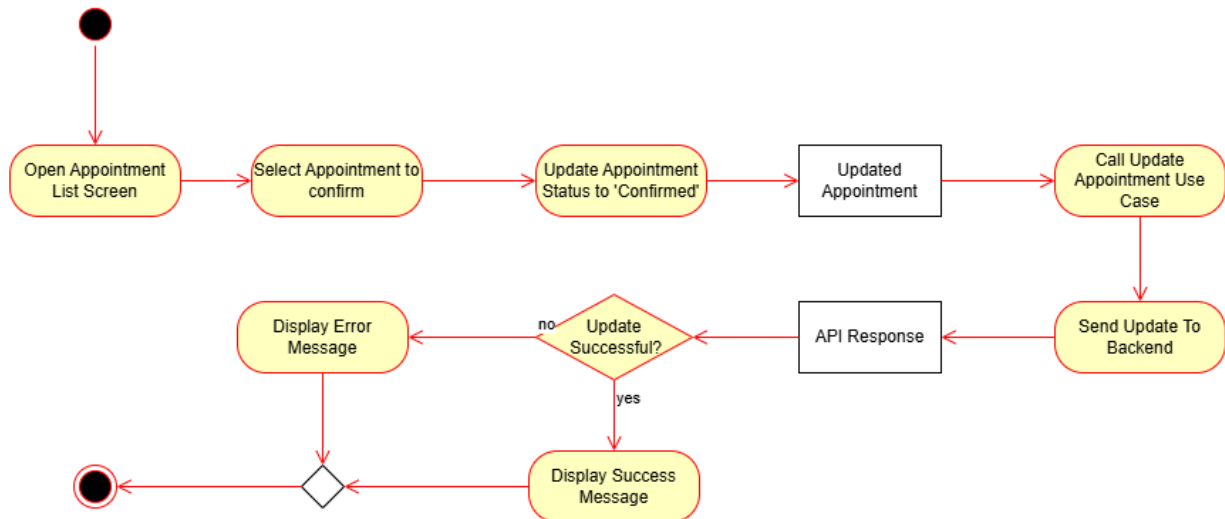 Open Appointment
List Screen
Select Appointment to
confirm
Update Appointment
Status to 'Confirmed'
Updated
Appointment
Call Update
Appointment Use
Case
Display Error
Message
no
Update
Successful?
API Response
Send Update To
Backend
yes
Display Success
Message